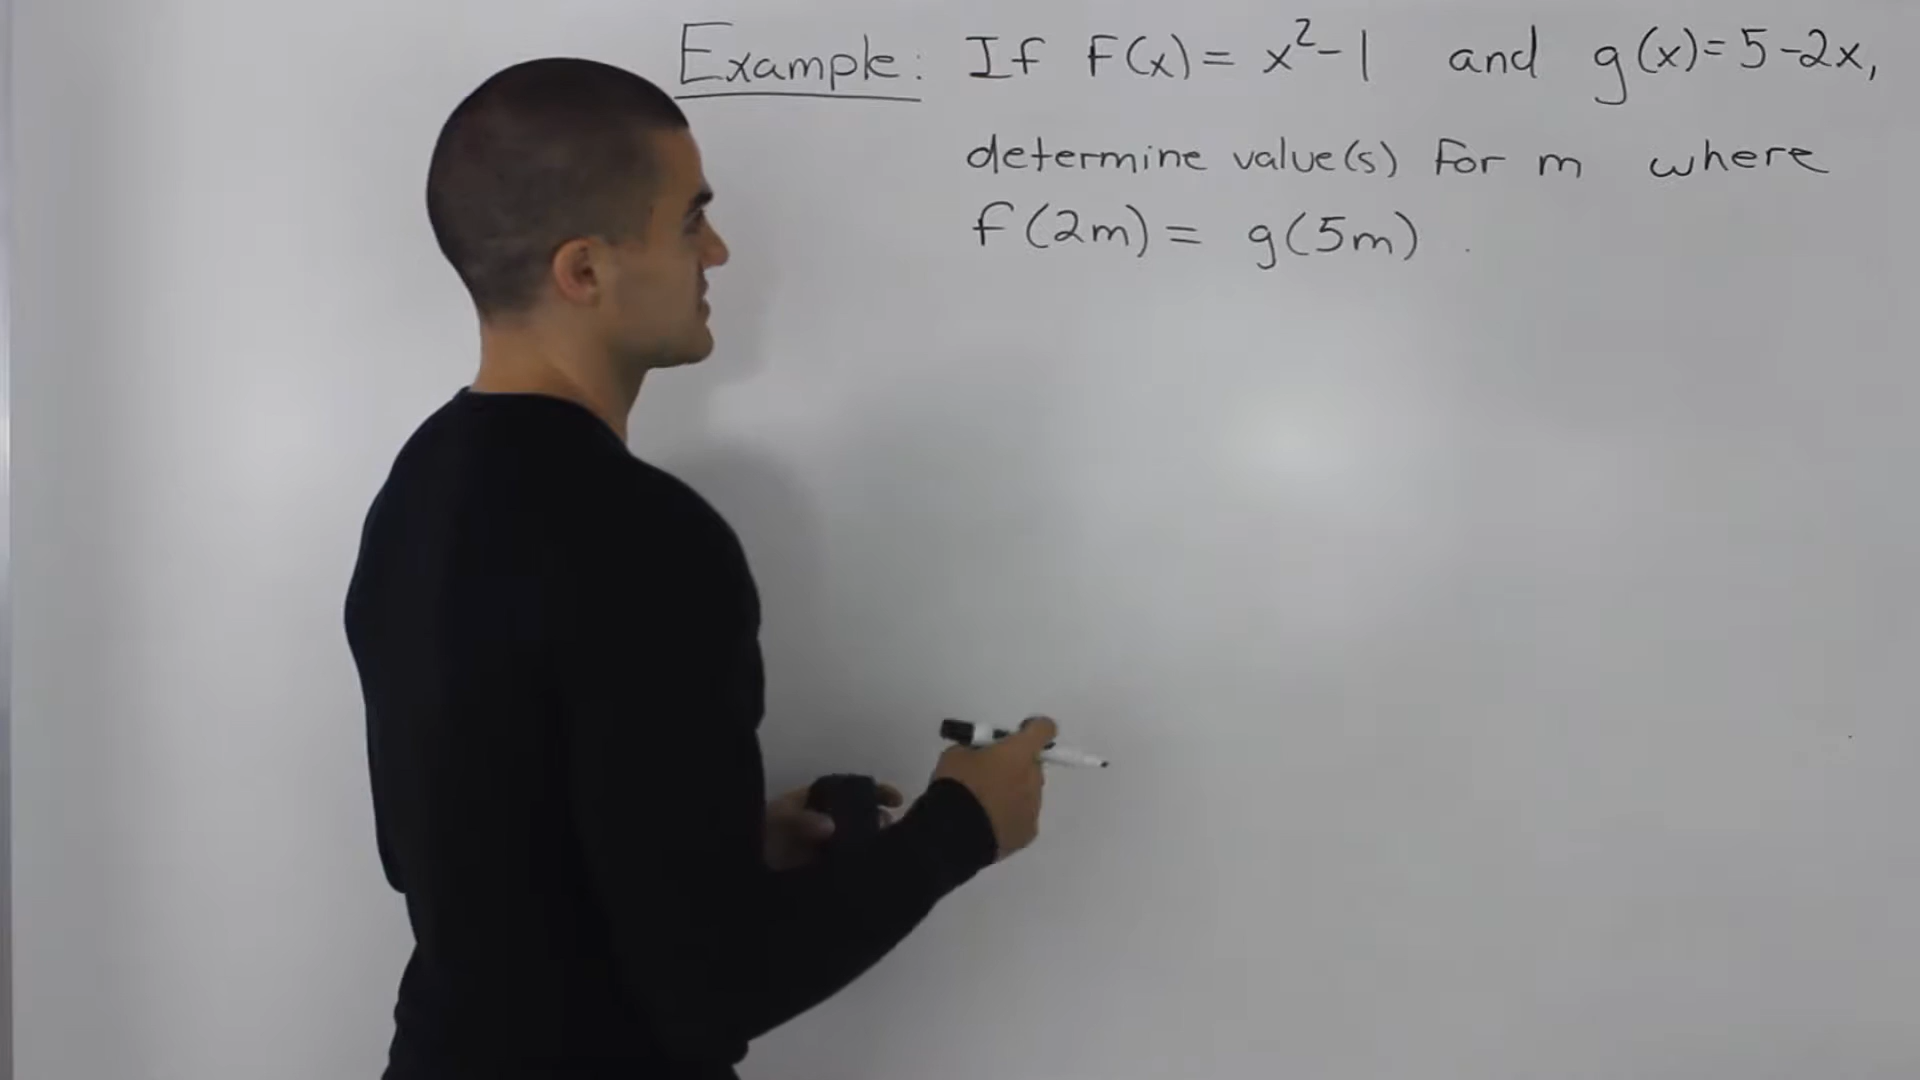 Example: If f(x) = x²-1 and g(x)=5-2x,
determine value(s) for m where
f(2m) = g(5m).